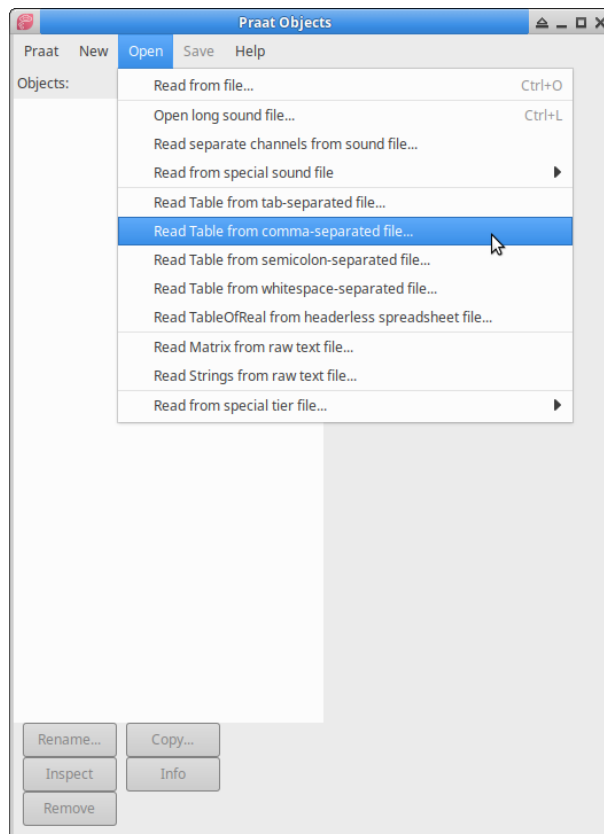 Praat Objects
Praat New Open Save Help
Objects:
Read from file... Ctrl+O
Open long sound file... Ctrl+L
Read separate channels from sound file...
Read from special sound file
Read Table from tab-separated file...
Read Table from comma-separated file...
Read Table from semicolon-separated file...
Read Table from whitespace-separated file...
Read TableOfReal from headerless spreadsheet file...
Read Matrix from raw text file...
Read Strings from raw text file...
Read from special tier file...
Rename... Copy...
Inspect Info
Remove